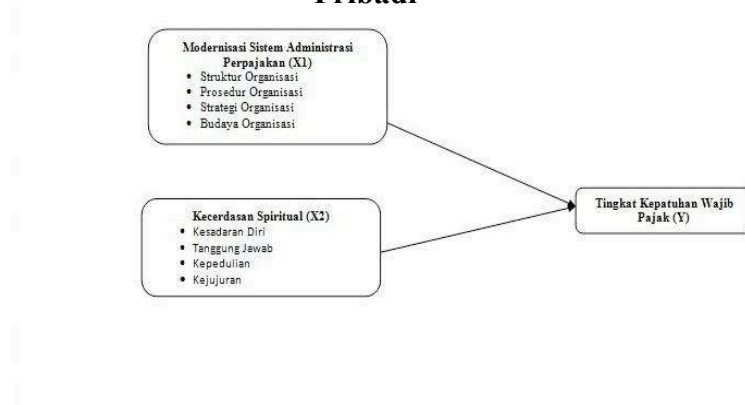 Pribadi
Modernisasi Sistem Administrasi
Perpajakan (X1)
• Struktur Organisasi
• Prosedur Organisasi
• Strategi Organisasi
• Budaya Organisasi
Kecerdasan Spiritual (X2)
• Kesadaran Diri
• Tanggung Jawab
• Kepedulian
• Kejujuran
Tingkat Kepatuhan Wajib
Pajak (Y)